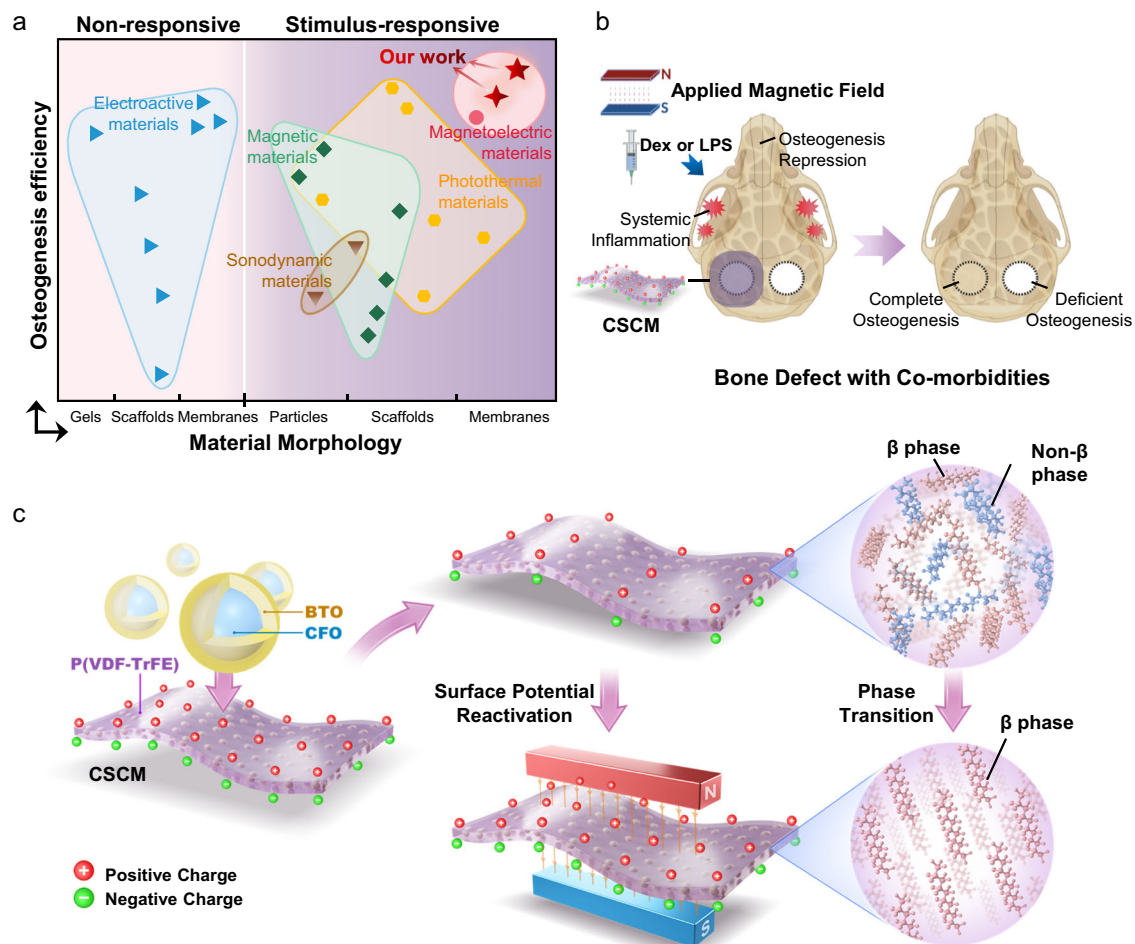 a
Non-responsive
Stimulus-responsive
Our work
Electroactive
materials
Magnetic
materials
Magnetoelectric
materials
Photothermal
materials
Sonodynamic
materials
Osteogenesis efficiency
Gels
Scaffolds
Membranes
Particles
Scaffolds
Membranes
Material Morphology
b
N
S
Applied Magnetic Field
Dex or LPS
Osteogenesis
Repression
Systemic
Inflammation
CSCM
Complete
Osteogenesis
Deficient
Osteogenesis
Bone Defect with Co-morbidities
c
BTO
CFO
P(VDF-TrFE)
CSCM
β phase
Non-β
phase
Surface Potential
Reactivation
Phase
Transition
β phase
N
S
+ Positive Charge
− Negative Charge